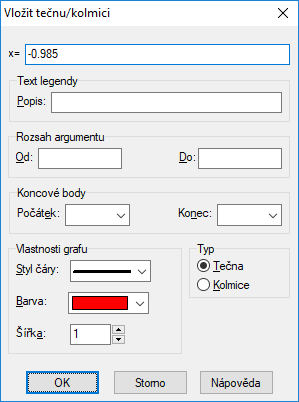 Vložit tečnu/kolmici
x= -0.985
Text legendy
Popis:
Rozsah argumentu
Od: Do:
Koncové body
Počátek: Konec:
Vlastnosti grafu Typ
Styl čáry: Tečna
Barva: Kolmice
Šířka: 1
OK Storno Nápověda